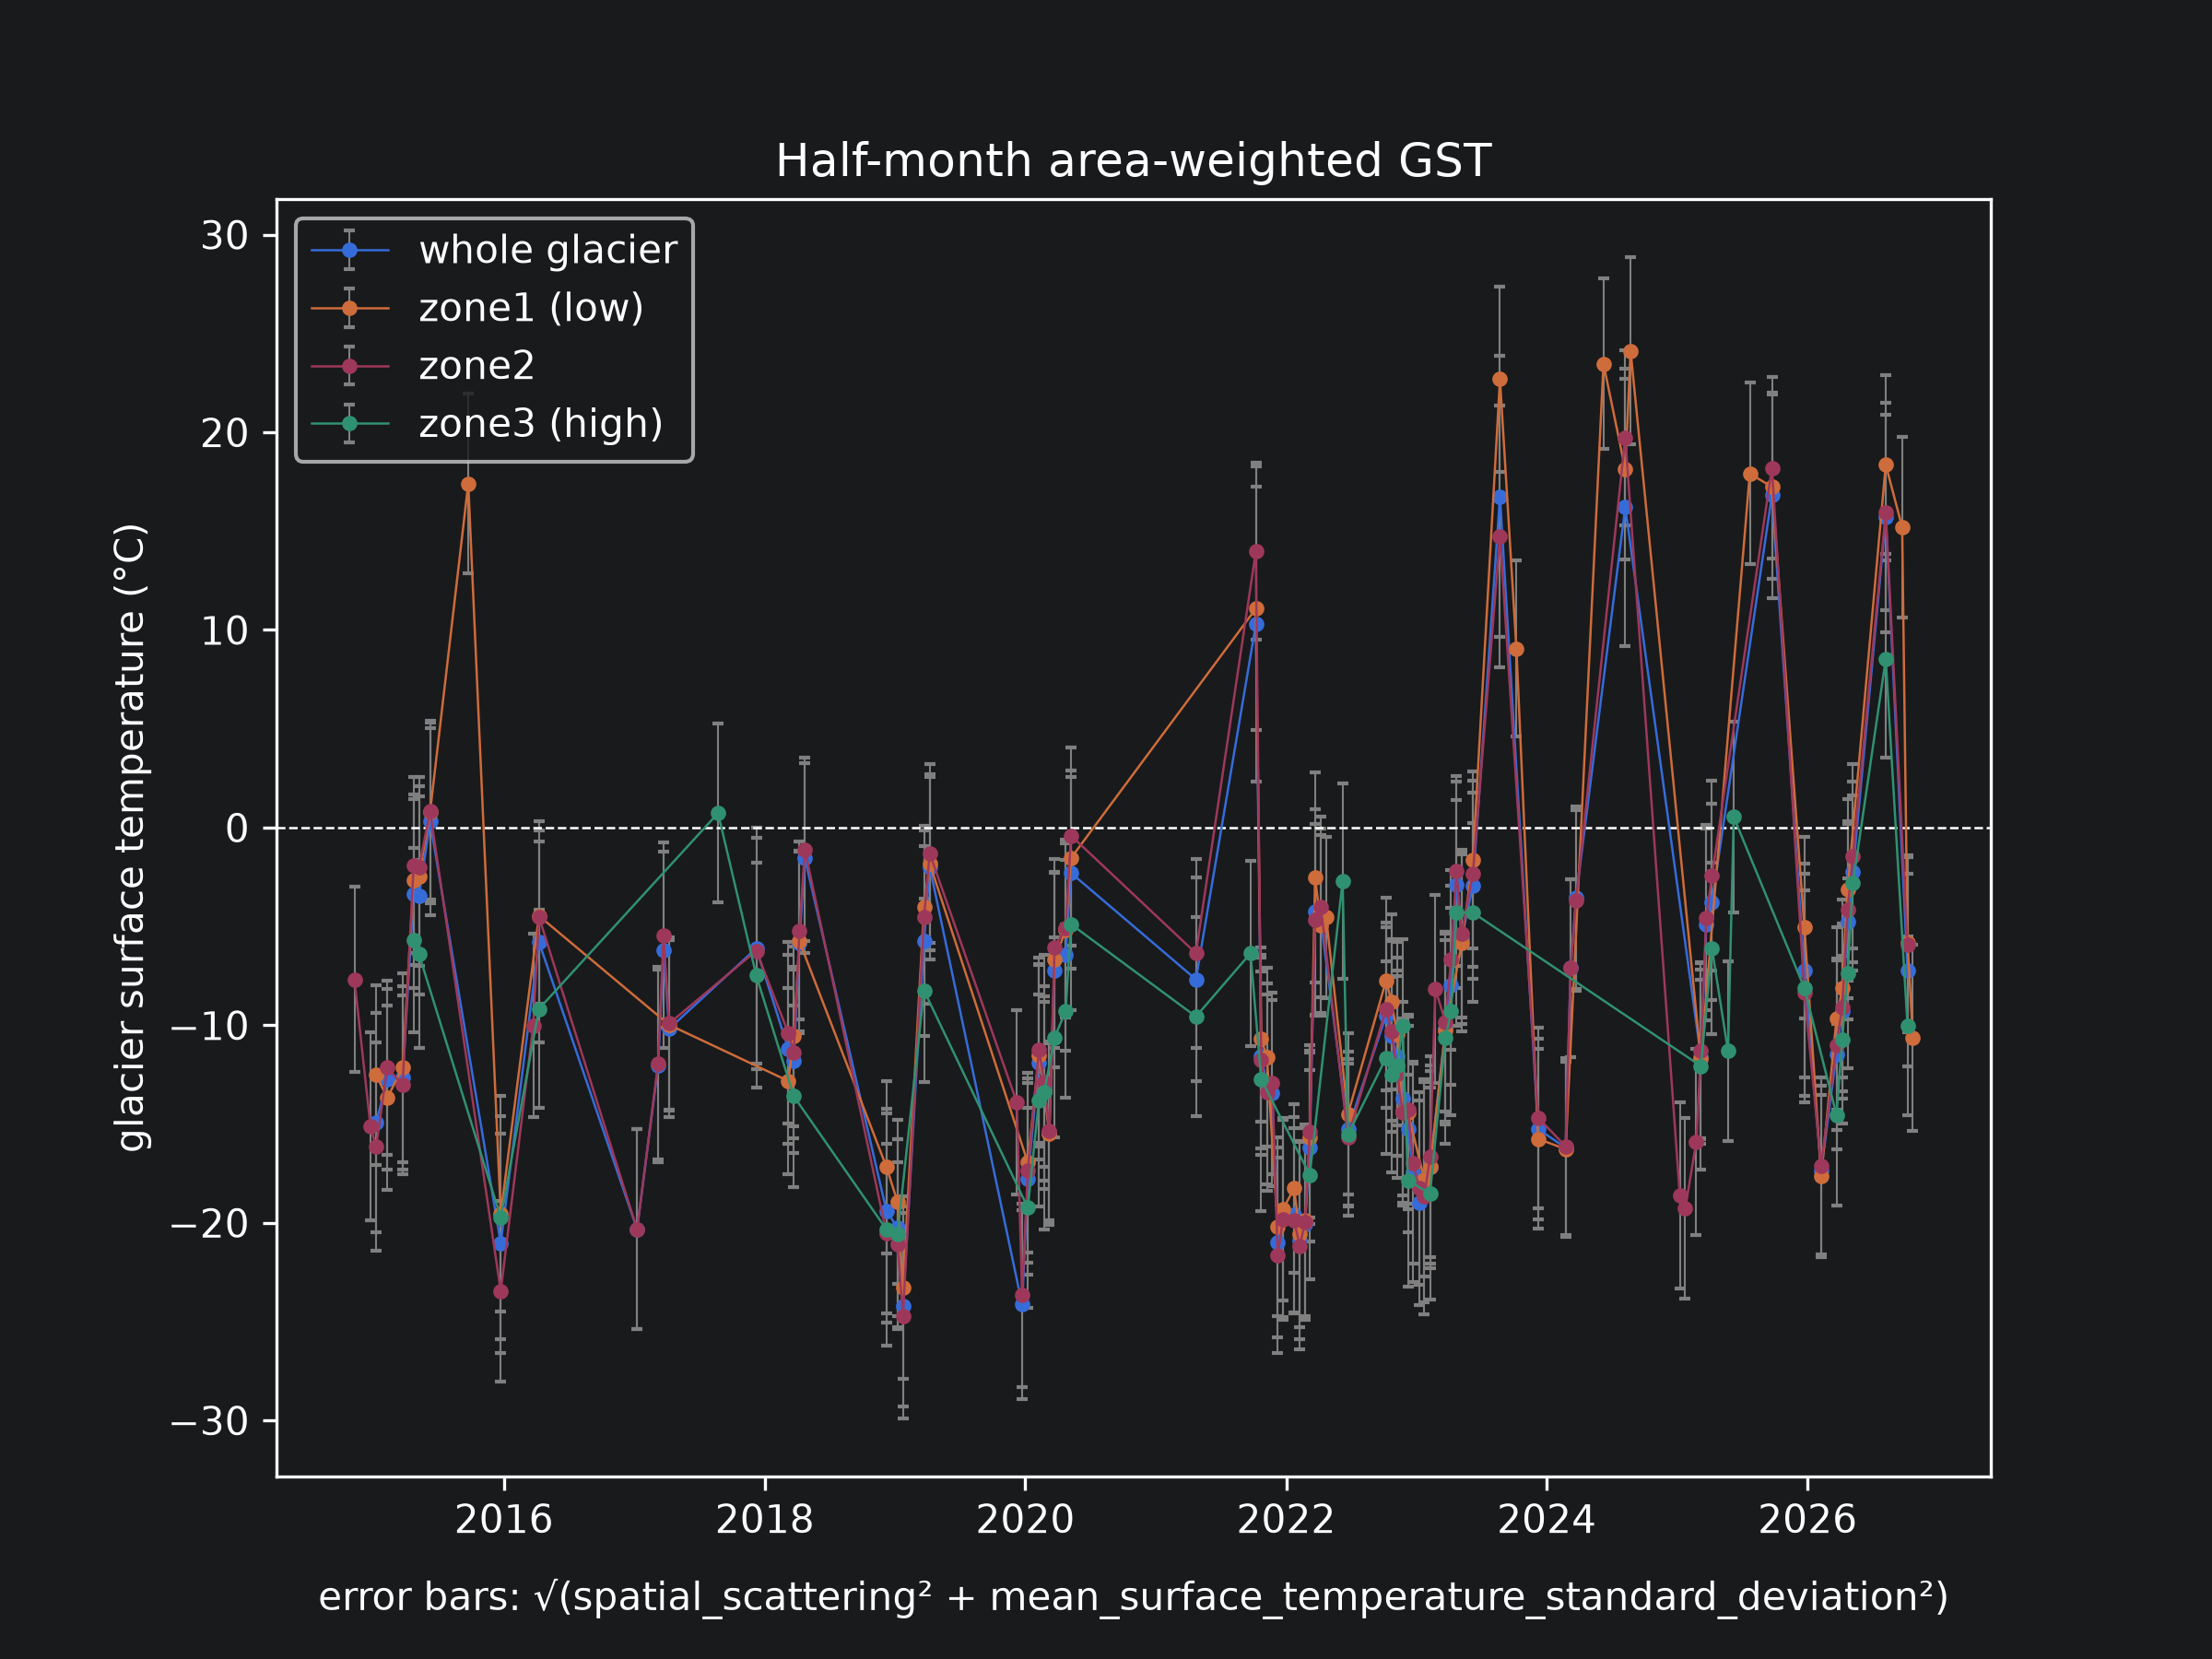 Half-month area-weighted GST
30
20
10
0
−10
−20
−30
glacier surface temperature (°C)
whole glacier
zone1 (low)
zone2
zone3 (high)
2016 2018 2020 2022 2024 2026
error bars: √(spatial_scattering² + mean_surface_temperature_standard_deviation²)